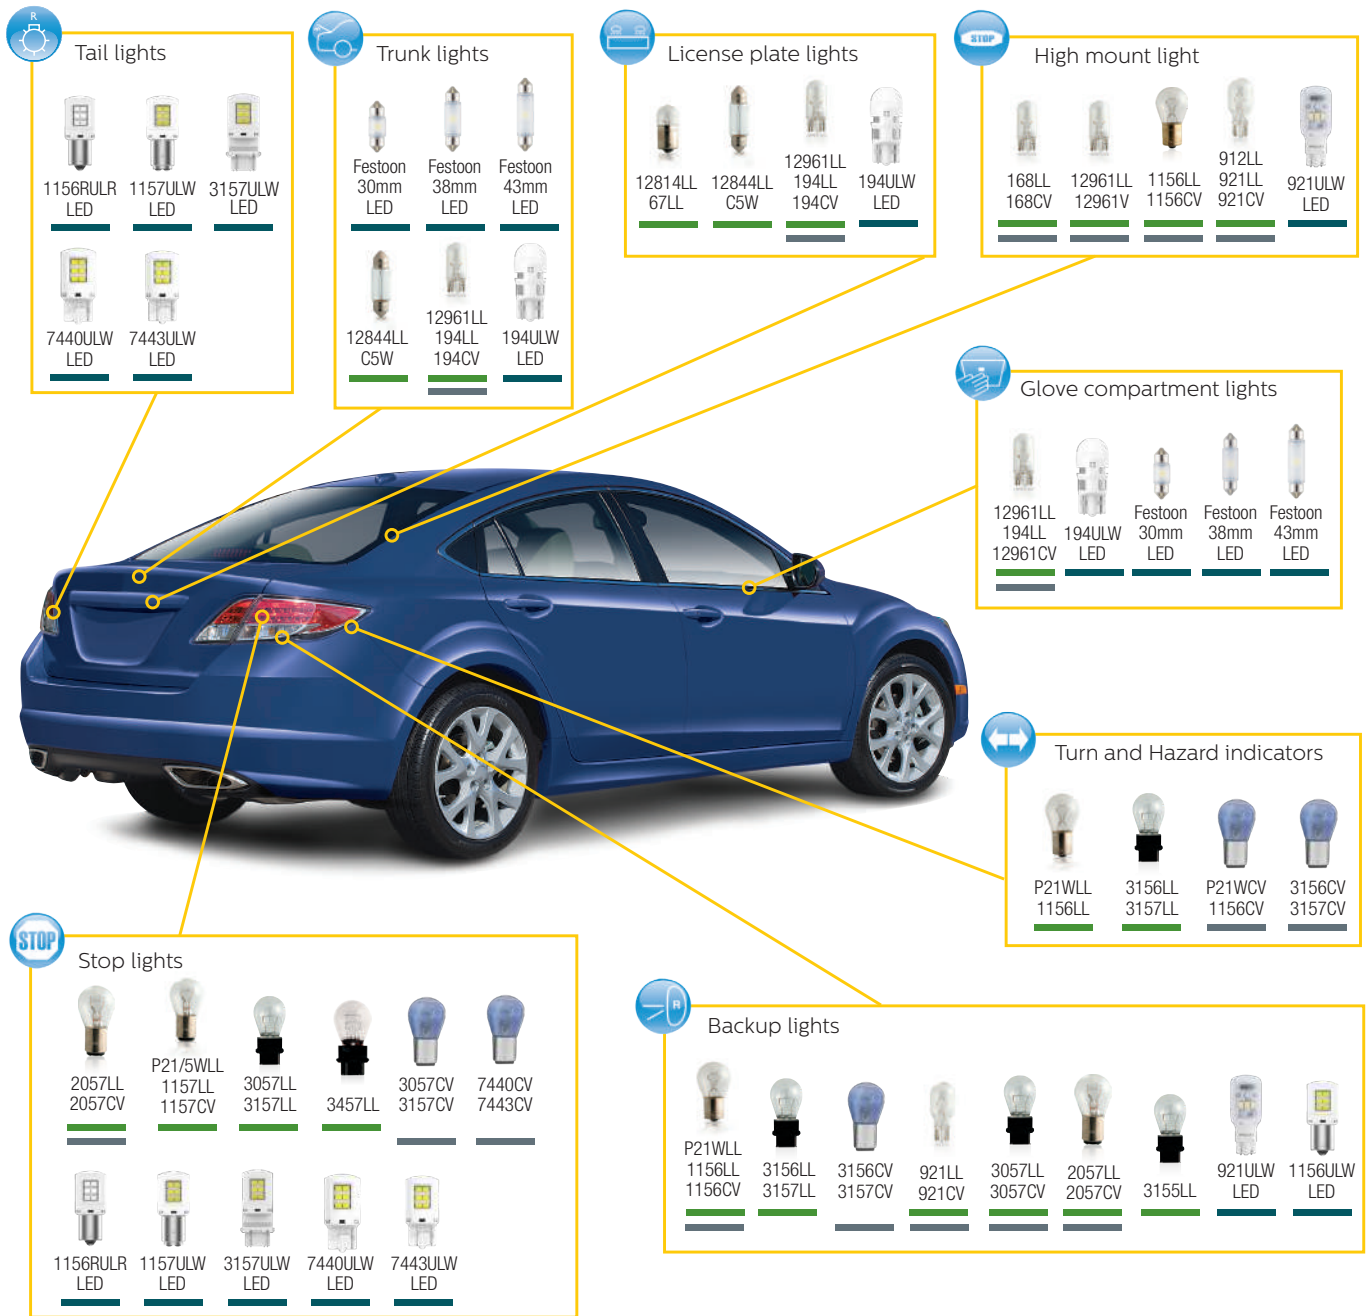 R
Tail lights
1156RULR
LED
1157ULW
LED
3157ULW
LED
7440ULW
LED
7443ULW
LED
Trunk lights
Festoon
30mm
LED
Festoon
38mm
LED
Festoon
43mm
LED
12844LL
C5W
12961LL
194LL
194CV
194ULW
LED
License plate lights
12814LL
67LL
12844LL
C5W
12961LL
194LL
194CV
194ULW
LED
STOP
High mount light
168LL
168CV
12961LL
12961V
1156LL
1156CV
912LL
921LL
921CV
921ULW
LED
Glove compartment lights
12961LL
194LL
12961CV
194ULW
LED
Festoon
30mm
LED
Festoon
38mm
LED
Festoon
43mm
LED
Turn and Hazard indicators
P21WLL
1156LL
3156LL
3157LL
P21WCV
1156CV
3156CV
3157CV
STOP
Stop lights
2057LL
2057CV
P21/5WLL
1157LL
1157CV
3057LL
3157LL
3457LL
3057CV
3157CV
7440CV
7443CV
1156RULR
LED
1157ULW
LED
3157ULW
LED
7440ULW
LED
7443ULW
LED
R
Backup lights
P21WLL
1156LL
1156CV
3156LL
3157LL
3156CV
3157CV
921LL
921CV
3057LL
3057CV
2057LL
2057CV
3155LL
921ULW
LED
1156ULW
LED